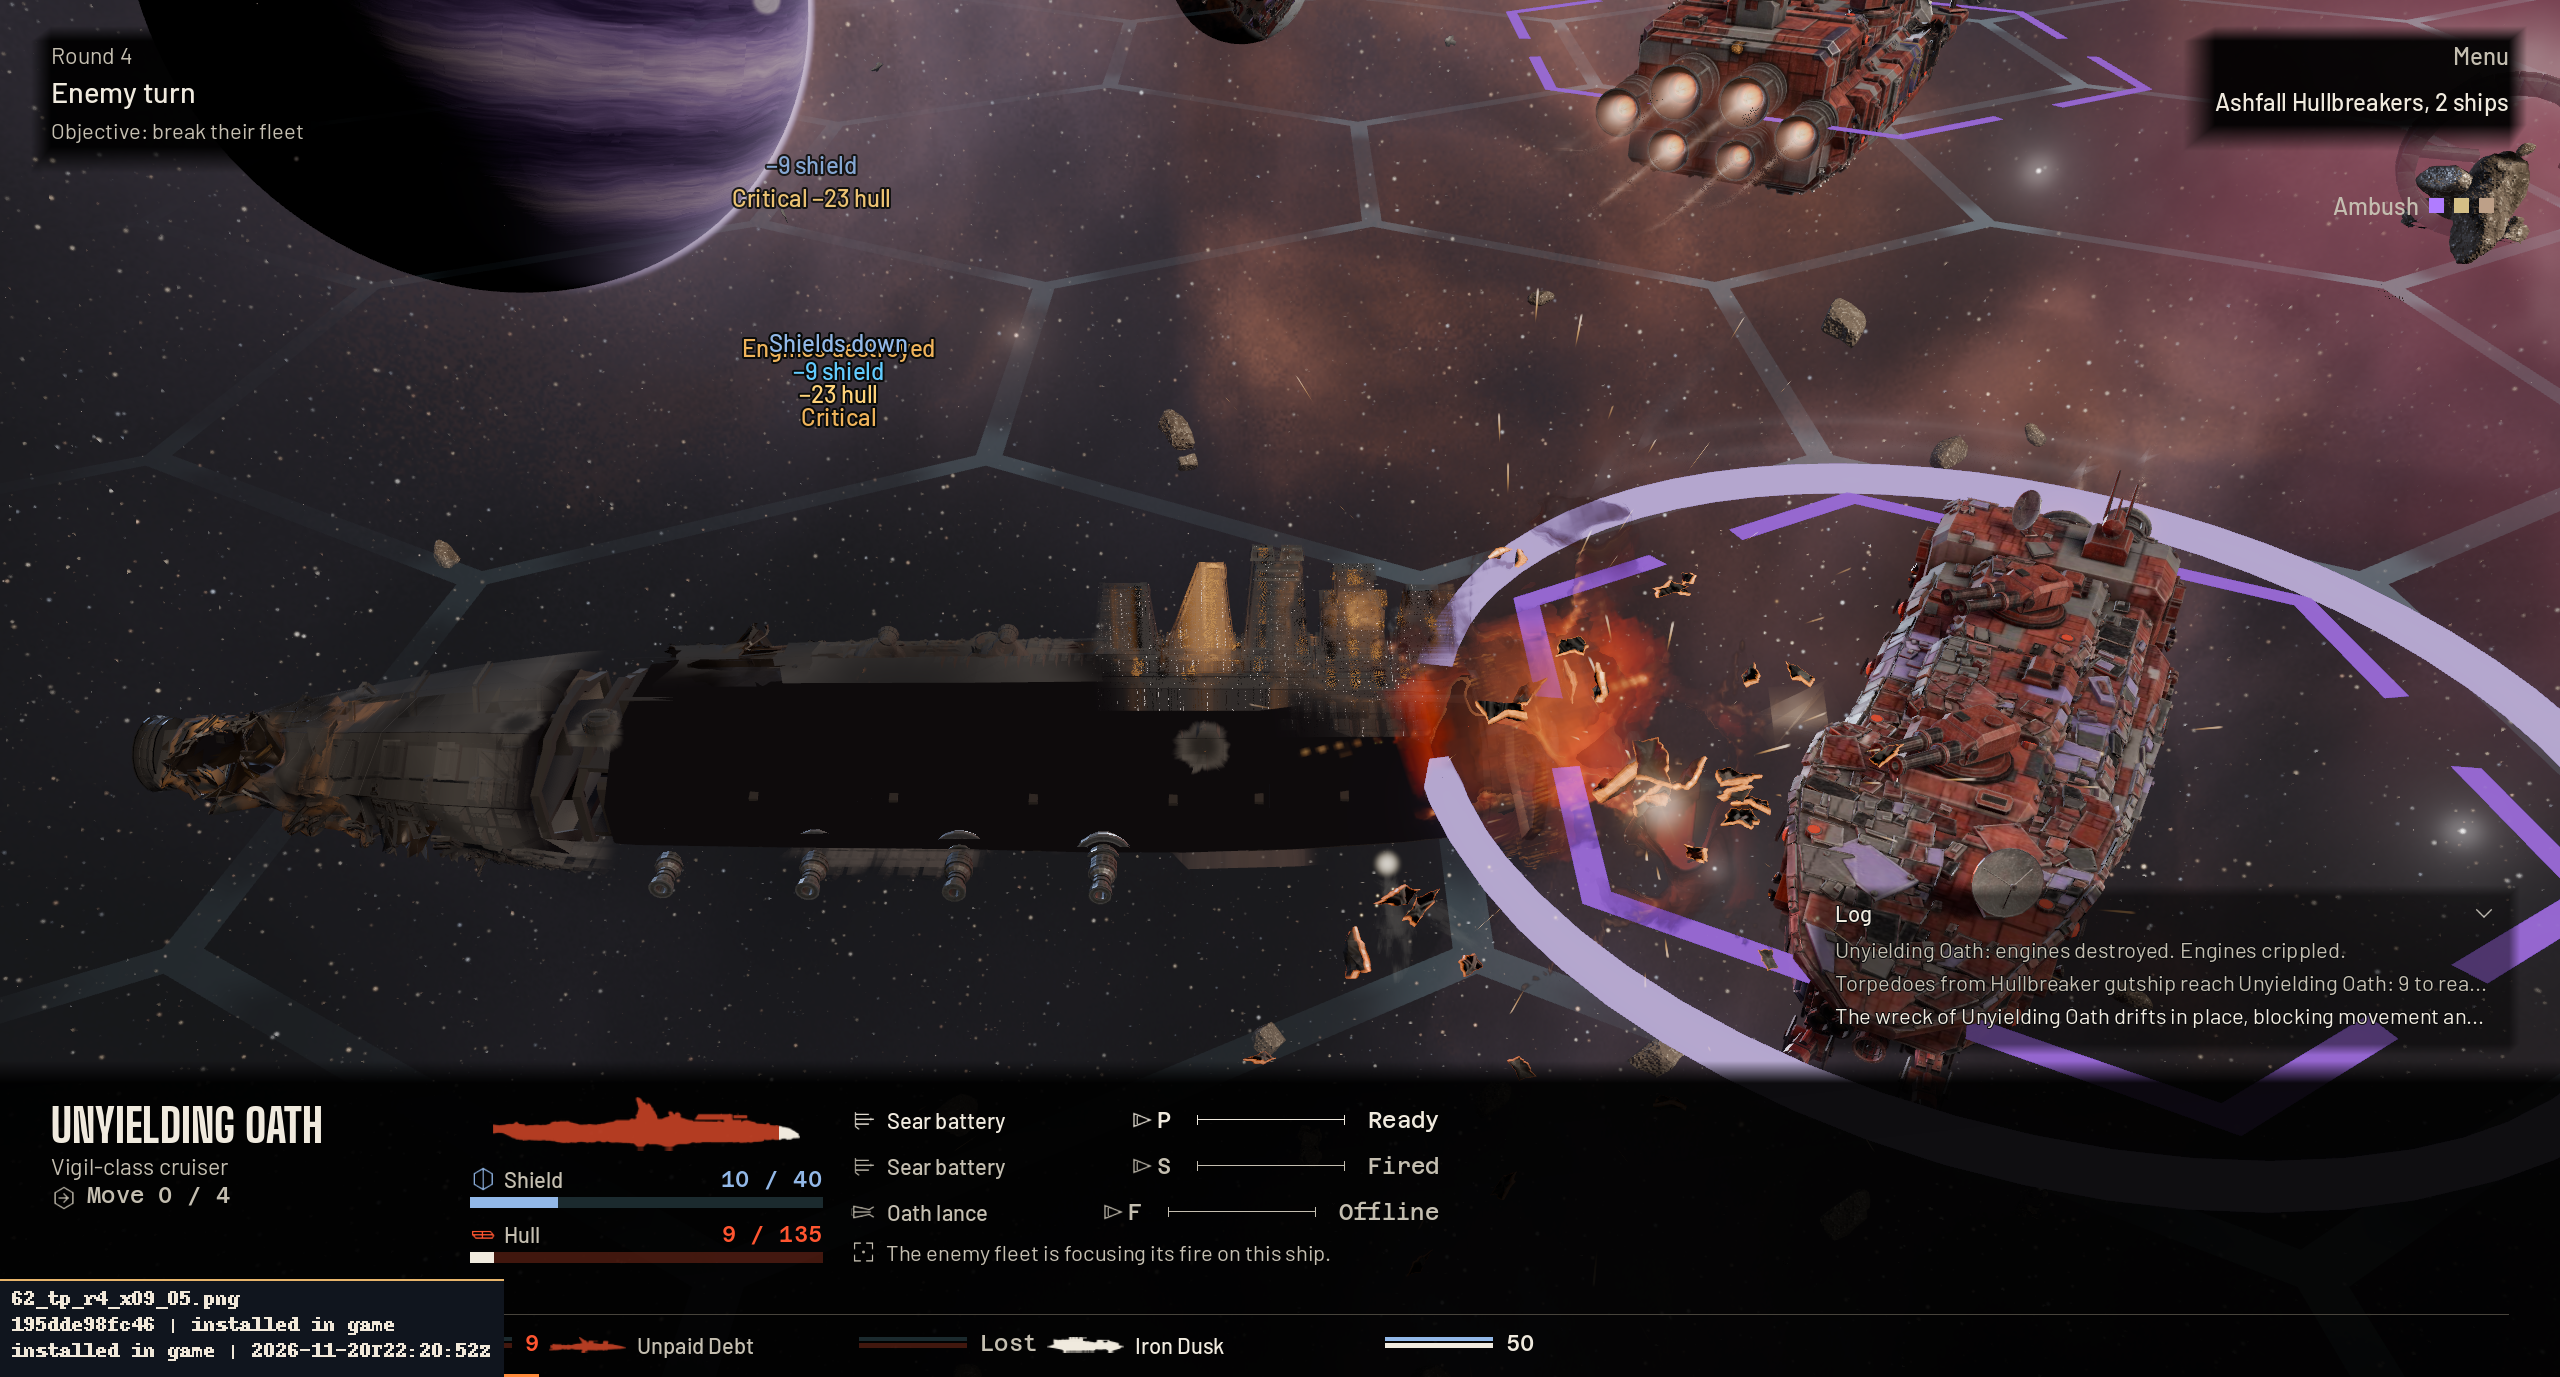 Round 4
Enemy turn
Objective: break their fleet
Menu
Ashfall Hullbreakers, 2 ships
Ambush
−9 shield
Critical −23 hull
Shields down
Engines destroyed
−9 shield
−23 hull
Critical
Log
Unyielding Oath: engines destroyed. Engines crippled.
Torpedoes from Hullbreaker gutship reach Unyielding Oath: 9 to rea...
The wreck of Unyielding Oath drifts in place, blocking movement an...
UNYIELDING OATH
Vigil-class cruiser
Move 0 / 4
Shield 10 / 40
Hull 9 / 135
Sear battery P Ready
Sear battery S Fired
Oath lance F Offline
The enemy fleet is focusing its fire on this ship.
9 Unpaid Debt Lost Iron Dusk 50
62_tp_r4_x09_05.png
195dde98fc46 | installed in game
installed in game | 2026-11-20T22:20:52Z